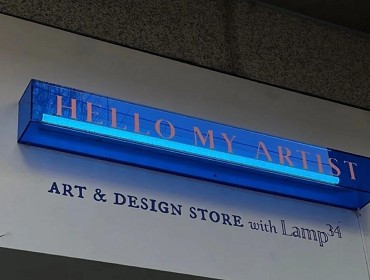 HELLO MY ARTIST
ART & DESIGN STORE with Lamp34